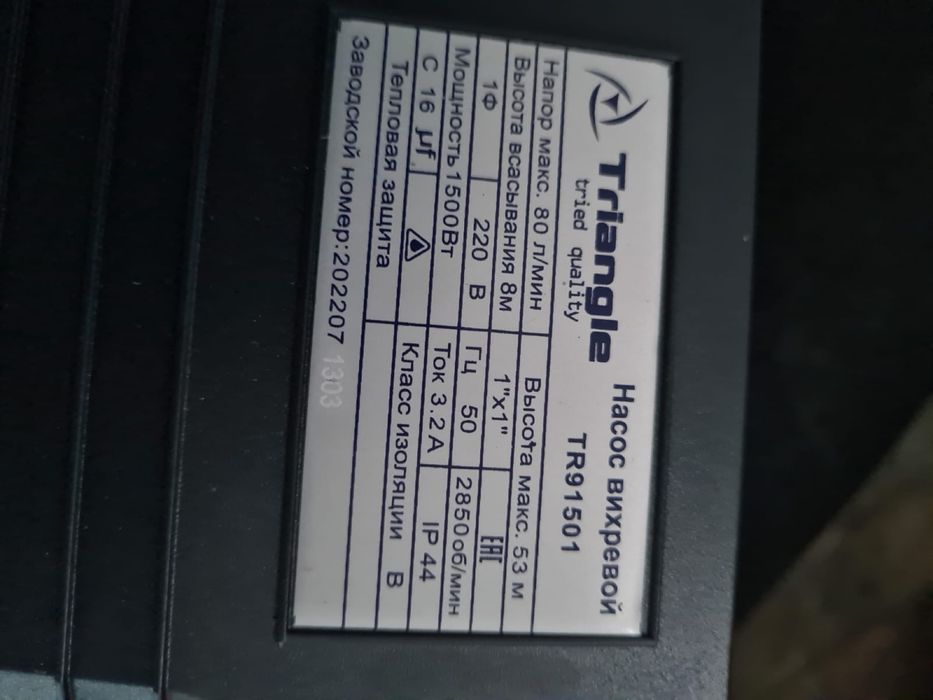 Triangle Насос вихревой
tried quality TR91501
Напор макс. 80 л/мин Высота макс. 53 м
Высота всасывания 8м 1"x1" EAC
1Ф 220 В Гц 50 2850об/мин
Мощность1500Вт Ток 3.2А IP 44
С 16 µf.
Тепловая защита Класс изоляции В
Заводской номер:202207 1303